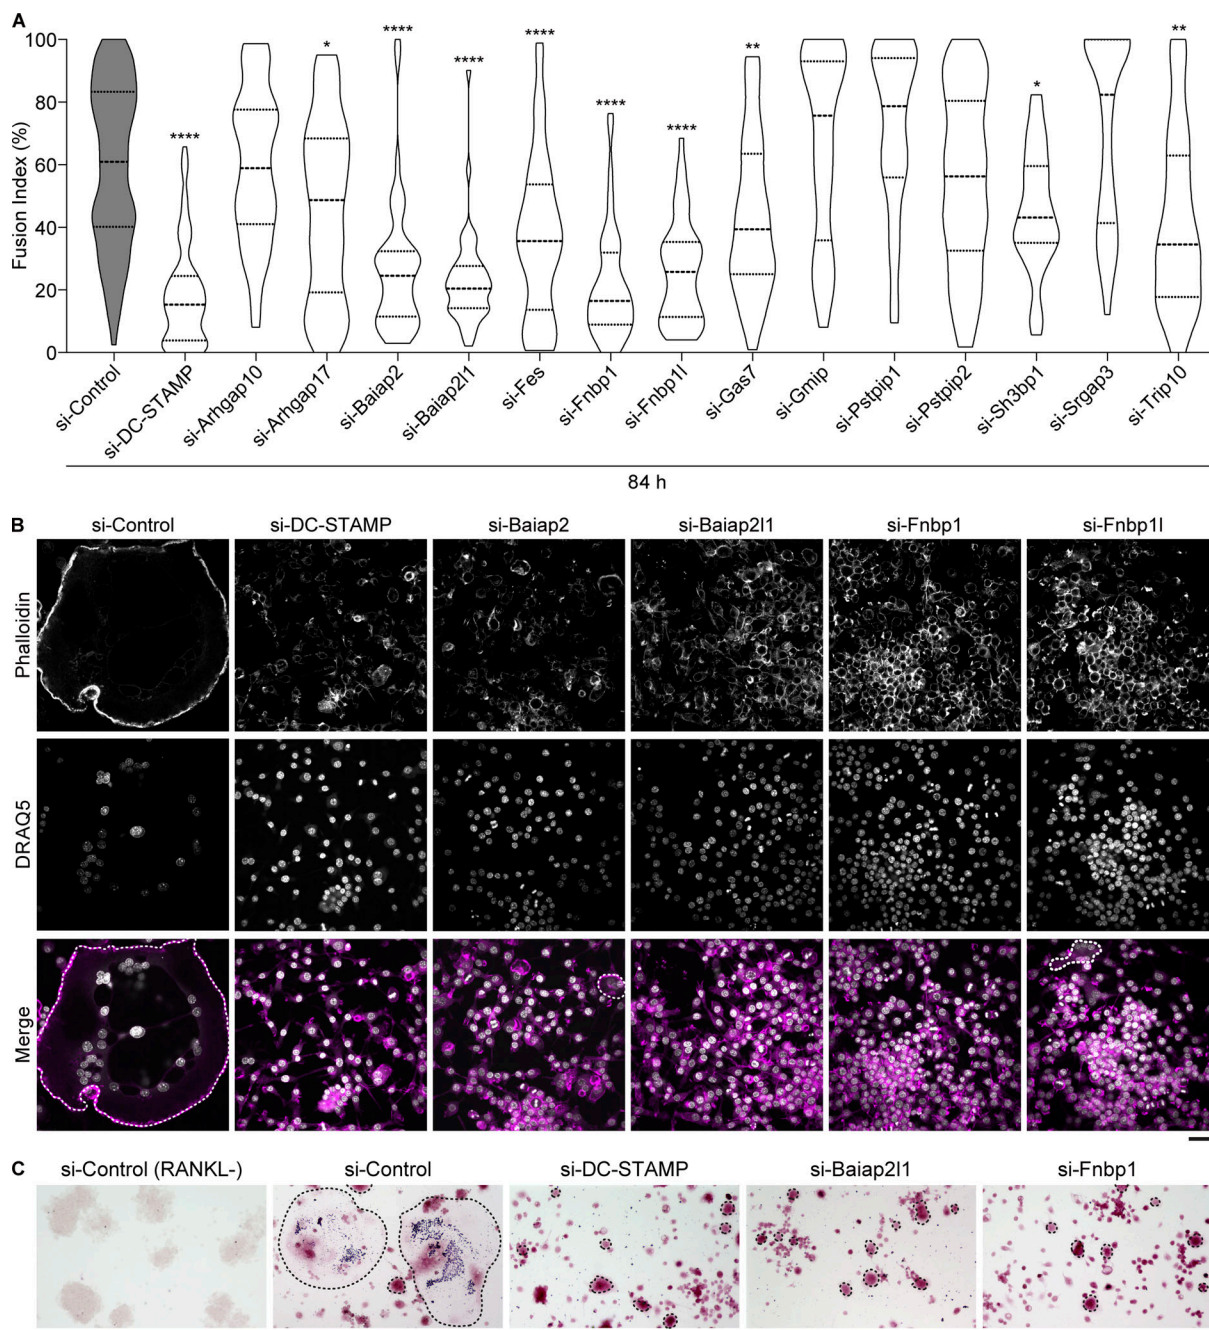 A
Fusion Index (%)
100
80
60
40
20
0
****
*
****
****
****
****
****
**
*
**
si-Control
si-DC-STAMP
si-Arhgap10
si-Arhgap17
si-Baiap2
si-Baiap2l1
si-Fes
si-Fnbp1
si-Fnbp1l
si-Gas7
si-Gmip
si-Pstpip1
si-Pstpip2
si-Sh3bp1
si-Srgap3
si-Trip10
84 h
B
si-Control si-DC-STAMP si-Baiap2 si-Baiap2l1 si-Fnbp1 si-Fnbp1l
Phalloidin
DRAQ5
Merge
C
si-Control (RANKL-) si-Control si-DC-STAMP si-Baiap2l1 si-Fnbp1